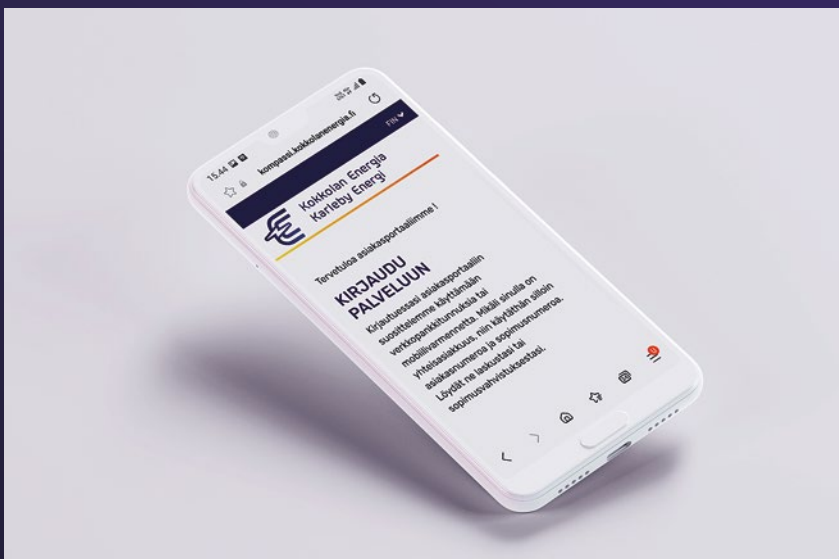 15.44
kompassi.kokkolanenergia.fi
FIN
Kokkolan Energia
Karleby Energi
Tervetuloa asiakasportaaliimme !
KIRJAUDU
PALVELUUN
Kirjautuessasi asiakasportaaliin
suosittelemme käyttämään
verkkopankkitunnuksia tai
mobiilivarmennetta. Mikäli sinulla on
yhteisasiakkuus, niin käytäthän silloin
asiakasnumeroa ja sopimusnumeroa.
Löydät ne laskustasi tai
sopimusvahvistuksestasi.